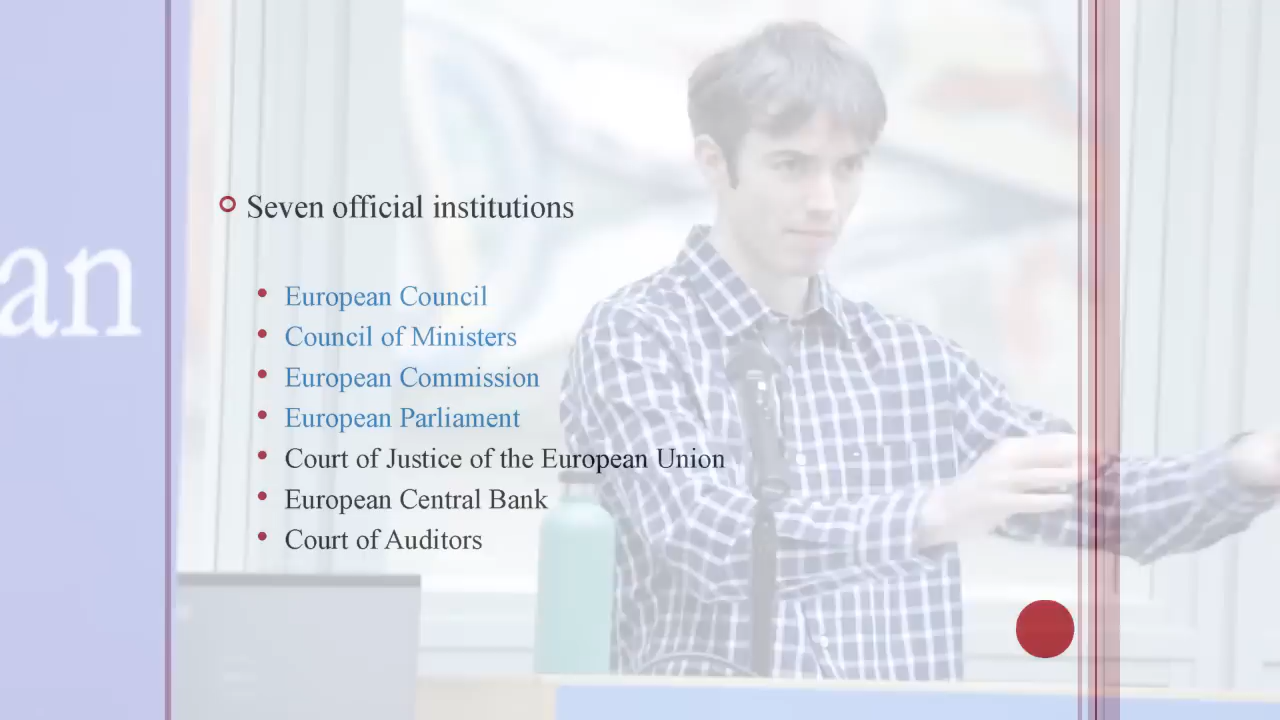 Seven official institutions
an
European Council
Council of Ministers
European Commission
European Parliament
Court of Justice of the European Union
European Central Bank
Court of Auditors